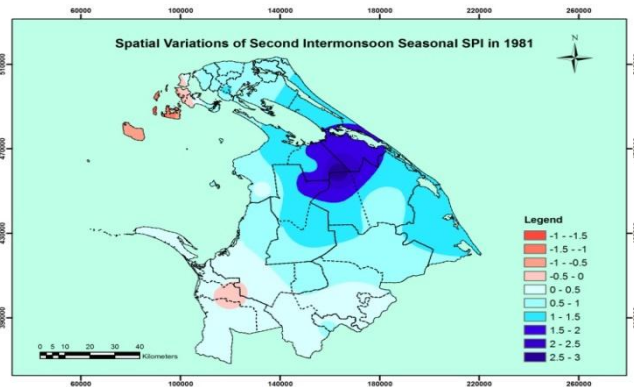 60000 100000 140000 180000 220000 260000
Spatial Variations of Second Intermonsoon Seasonal SPI in 1981
N
510000
470000
430000
390000
Legend
-1 - -1.5
-1.5 - -1
-1 - -0.5
-0.5 - 0
0 - 0.5
0.5 - 1
1 - 1.5
1.5 - 2
2 - 2.5
2.5 - 3
0 5 10 20 30 40
Kilometers
60000 100000 140000 180000 220000 260000